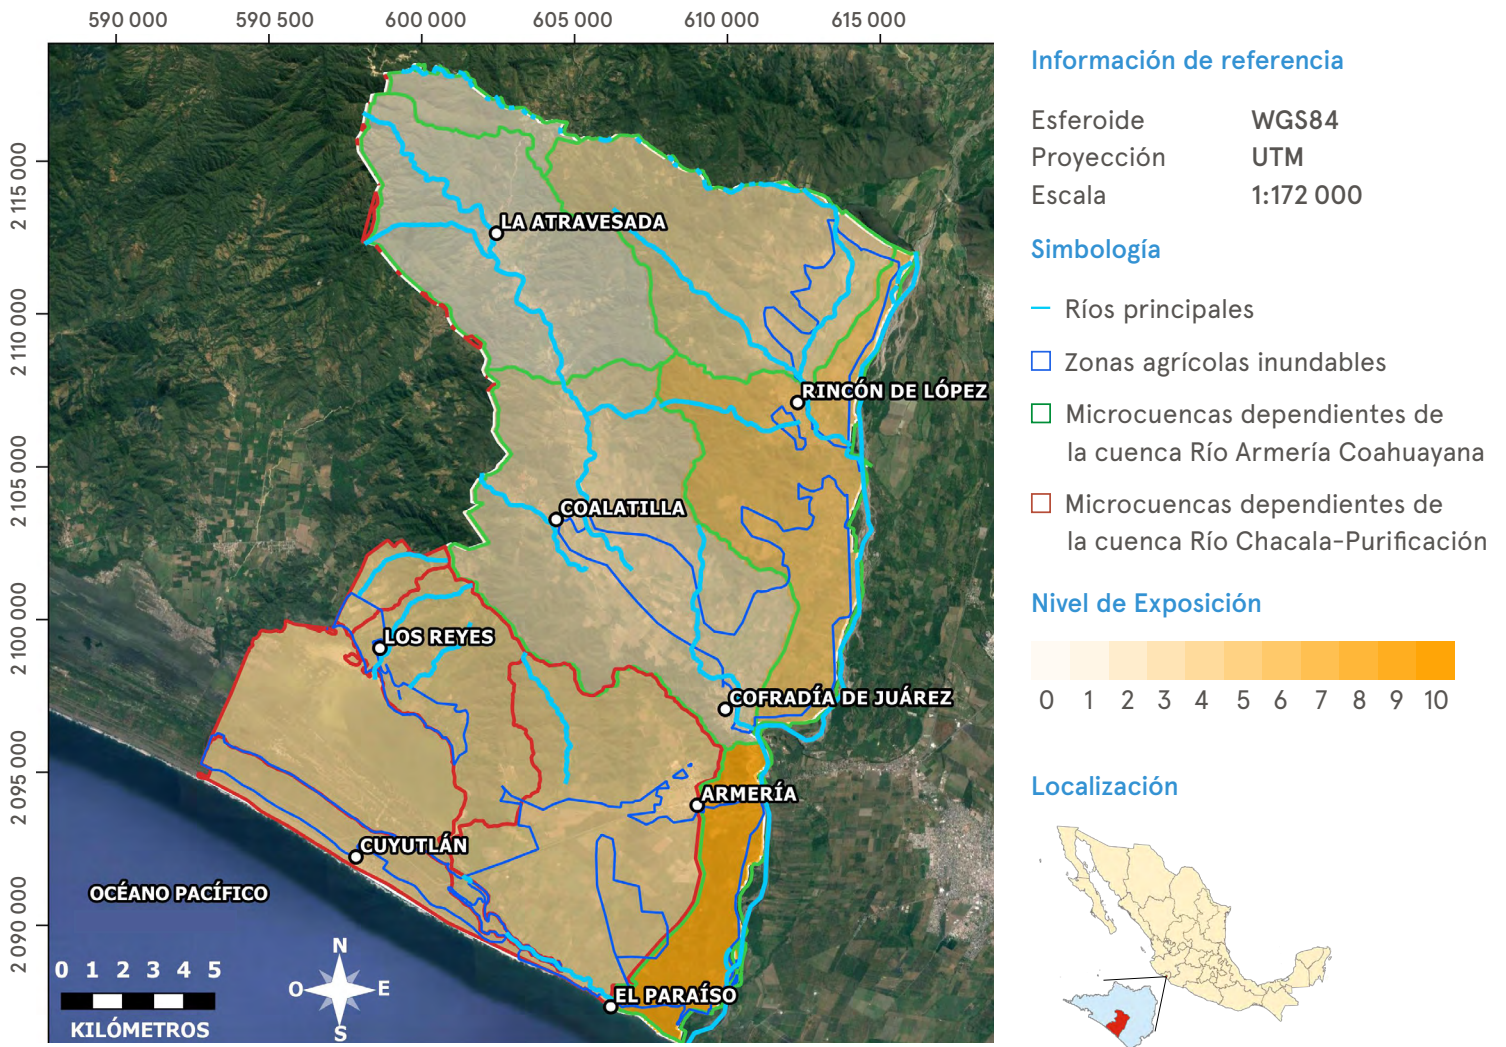 590 000
590 500
600 000
605 000
610 000
615 000
2 115 000
2 110 000
2 105 000
2 100 000
2 095 000
2 090 000
LA ATRAVESADA
RINCÓN DE LÓPEZ
COALATILLA
LOS REYES
COFRADÍA DE JUÁREZ
ARMERÍA
CUYUTLÁN
OCÉANO PACÍFICO
EL PARAÍSO
N
O
E
S
0 1 2 3 4 5
KILÓMETROS
Información de referencia
Esferoide WGS84
Proyección UTM
Escala 1:172 000
Simbología
Ríos principales
Zonas agrícolas inundables
Microcuencas dependientes de
la cuenca Río Armería Coahuayana
Microcuencas dependientes de
la cuenca Río Chacala-Purificación
Nivel de Exposición
0 1 2 3 4 5 6 7 8 9 10
Localización